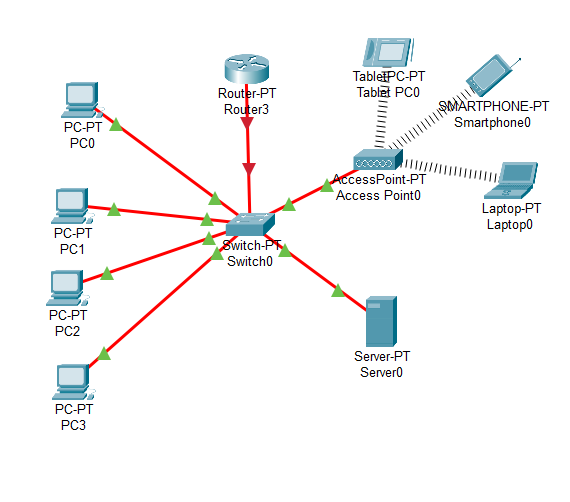 TabletPC-PT
Tablet PC0
SMARTPHONE-PT
Smartphone0
Router-PT
Router3
PC-PT
PC0
AccessPoint-PT
Access Point0
Laptop-PT
Laptop0
PC-PT
PC1
Switch-PT
Switch0
PC-PT
PC2
Server-PT
Server0
PC-PT
PC3